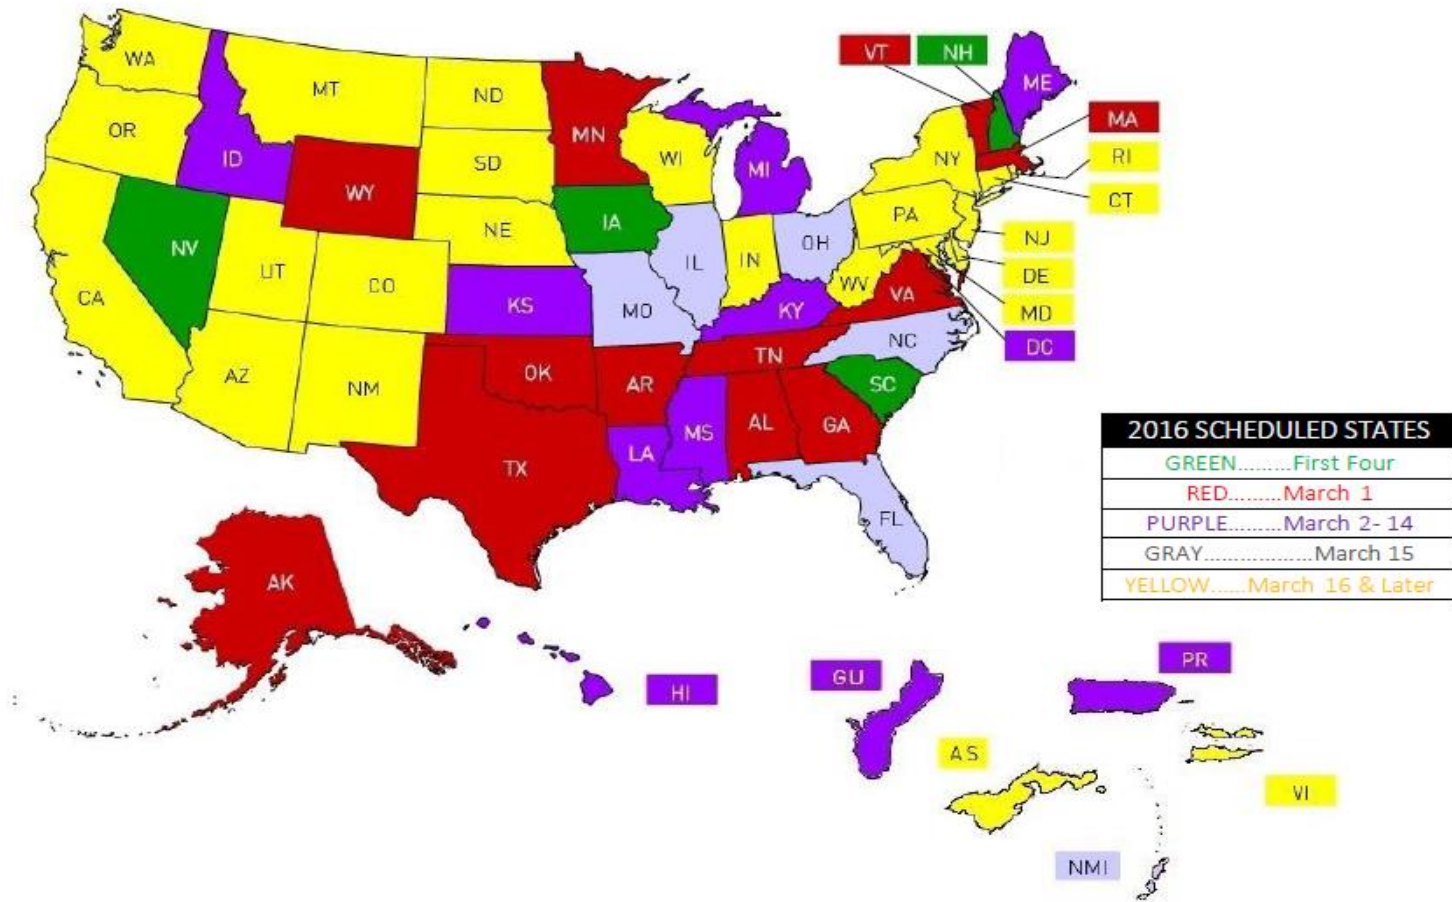 VT
NH
ME
WA
MT
ND
MN
MA
OR
ID
SD
WI
MI
NY
RI
WY
CT
IA
PA
NE
NV
OH
NJ
UT
IL
IN
CO
DE
WV
CA
VA
KS
MO
KY
MD
NC
DC
TN
AZ
NM
OK
AR
SC
MS
AL
GA
LA
TX
FL
2016 SCHEDULED STATES
GREEN.........First Four
RED.........March 1
PURPLE.........March 2- 14
GRAY..................March 15
YELLOW......March 16 & Later
AK
HI
GU
PR
AS
VI
NMI